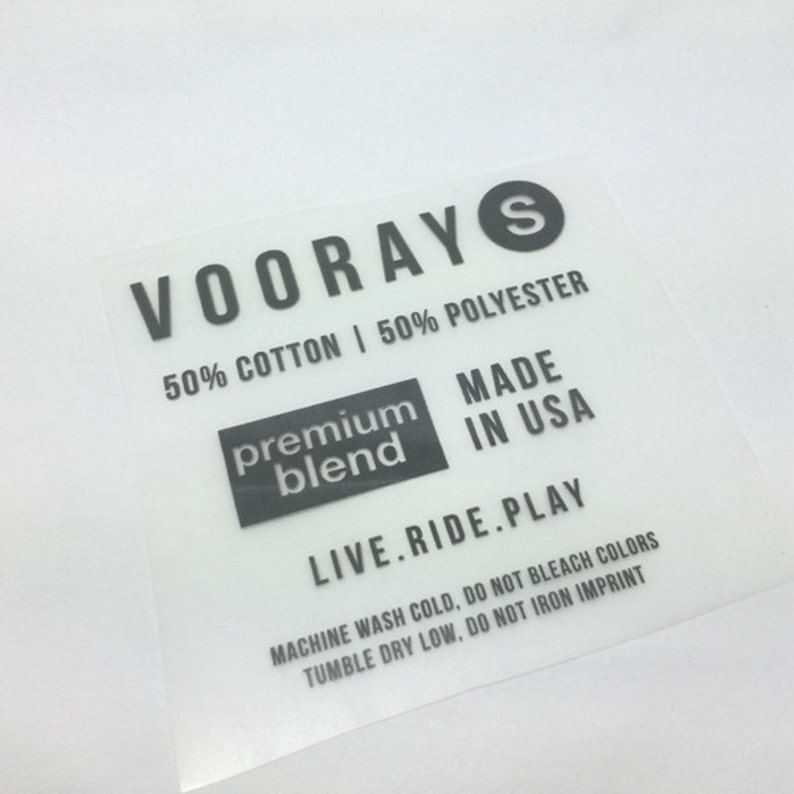 VOORAY S
50% COTTON | 50% POLYESTER
premium
blend
MADE
IN USA
LIVE.RIDE.PLAY
MACHINE WASH COLD, DO NOT BLEACH COLORS
TUMBLE DRY LOW, DO NOT IRON IMPRINT